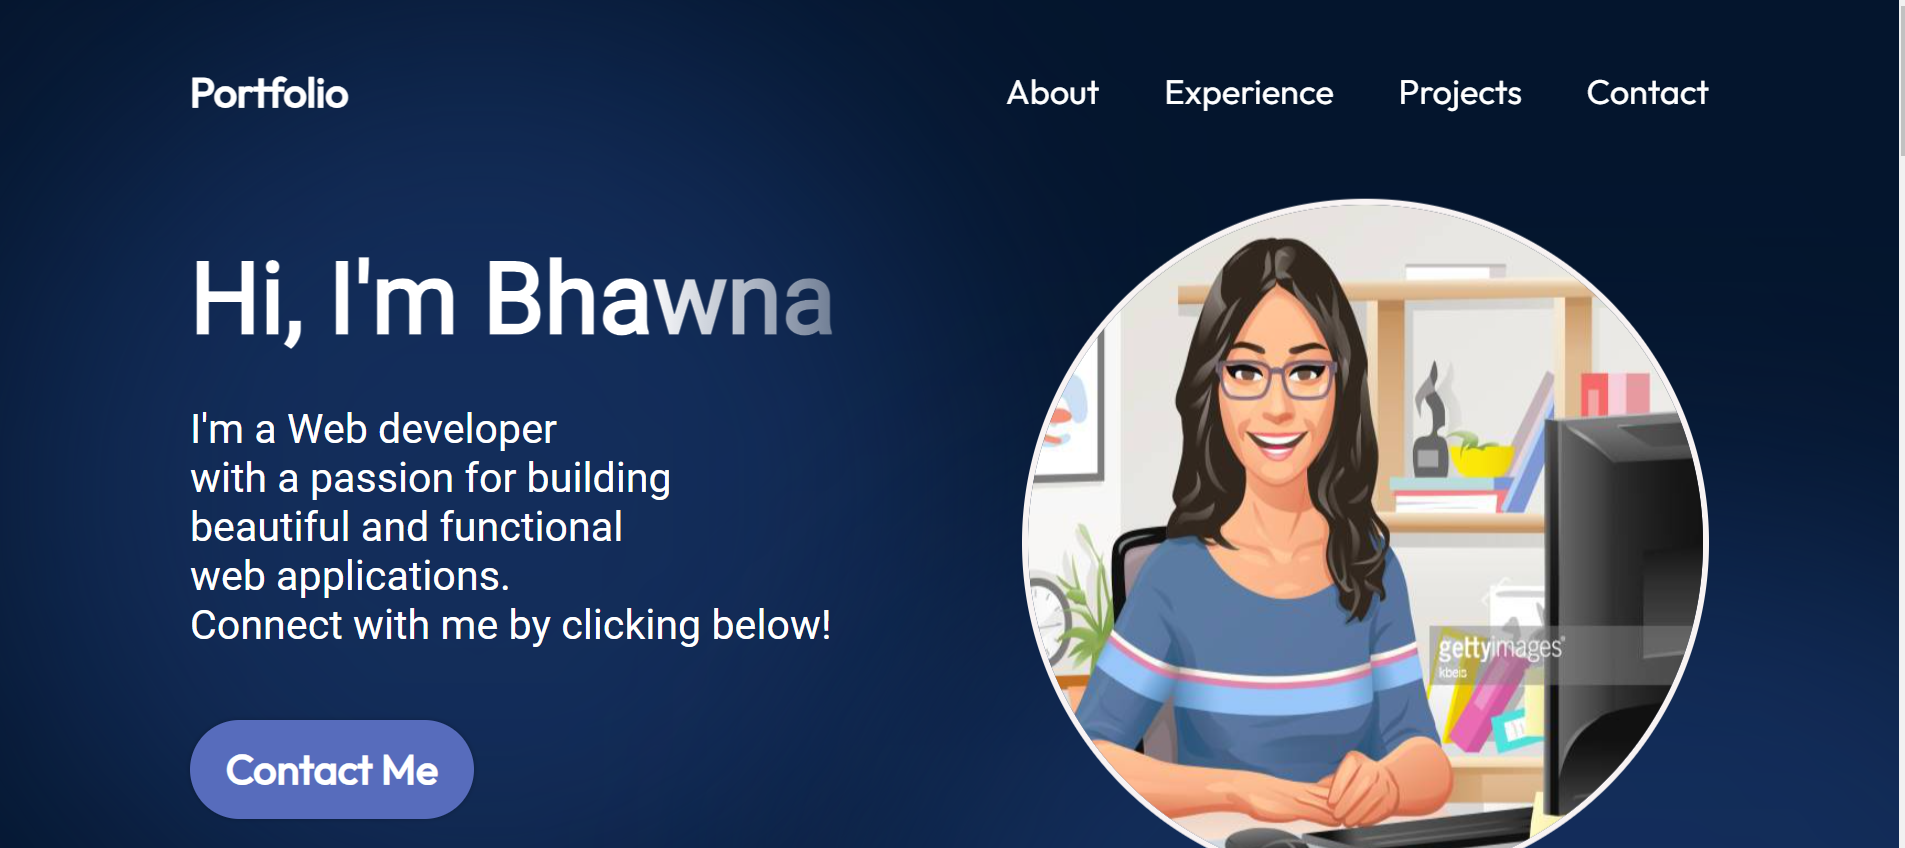 Portfolio
About Experience Projects Contact
Hi, I'm Bhawna
I'm a Web developer
with a passion for building
beautiful and functional
web applications.
Connect with me by clicking below!
Contact Me
gettyimages®
kbeis